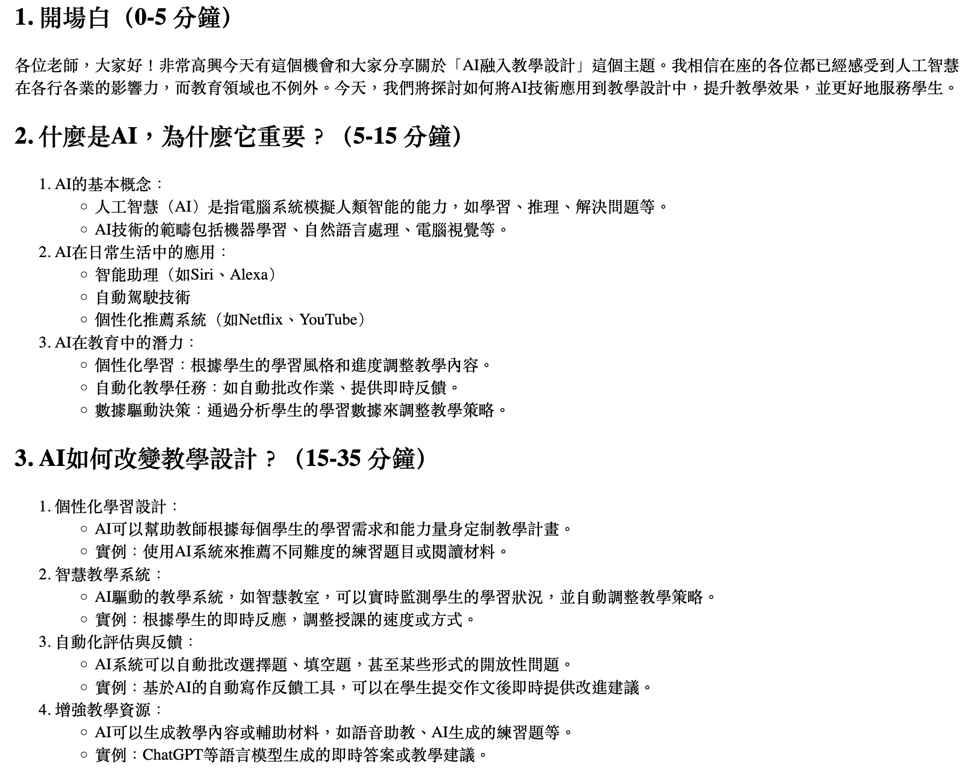 1. 開場白（0-5 分鐘）
各位老師，大家好！非常高興今天有這個機會和大家分享關於「AI融入教學設計」這個主題。我相信在座的各位都已經感受到人工智慧
在各行各業的影響力，而教育領域也不例外。今天，我們將探討如何將AI技術應用到教學設計中，提升教學效果，並更好地服務學生。
2. 什麼是AI，為什麼它重要？（5-15 分鐘）
1. AI的基本概念：
○ 人工智慧（AI）是指電腦系統模擬人類智能的能力，如學習、推理、解決問題等。
○ AI技術的範疇包括機器學習、自然語言處理、電腦視覺等。
2. AI在日常生活中的應用：
○ 智能助理（如Siri、Alexa）
○ 自動駕駛技術
○ 個性化推薦系統（如Netflix、YouTube）
3. AI在教育中的潛力：
○ 個性化學習：根據學生的學習風格和進度調整教學內容。
○ 自動化教學任務：如自動批改作業、提供即時反饋。
○ 數據驅動決策：通過分析學生的學習數據來調整教學策略。
3. AI如何改變教學設計？（15-35 分鐘）
1. 個性化學習設計：
○ AI可以幫助教師根據每個學生的學習需求和能力量身定制教學計畫。
○ 實例：使用AI系統來推薦不同難度的練習題目或閱讀材料。
2. 智慧教學系統：
○ AI驅動的教學系統，如智慧教室，可以實時監測學生的學習狀況，並自動調整教學策略。
○ 實例：根據學生的即時反應，調整授課的速度或方式。
3. 自動化評估與反饋：
○ AI系統可以自動批改選擇題、填空題，甚至某些形式的開放性問題。
○ 實例：基於AI的自動寫作反饋工具，可以在學生提交作文後即時提供改進建議。
4. 增強教學資源：
○ AI可以生成教學內容或輔助材料，如語音助教、AI生成的練習題等。
○ 實例：ChatGPT等語言模型生成的即時答案或教學建議。